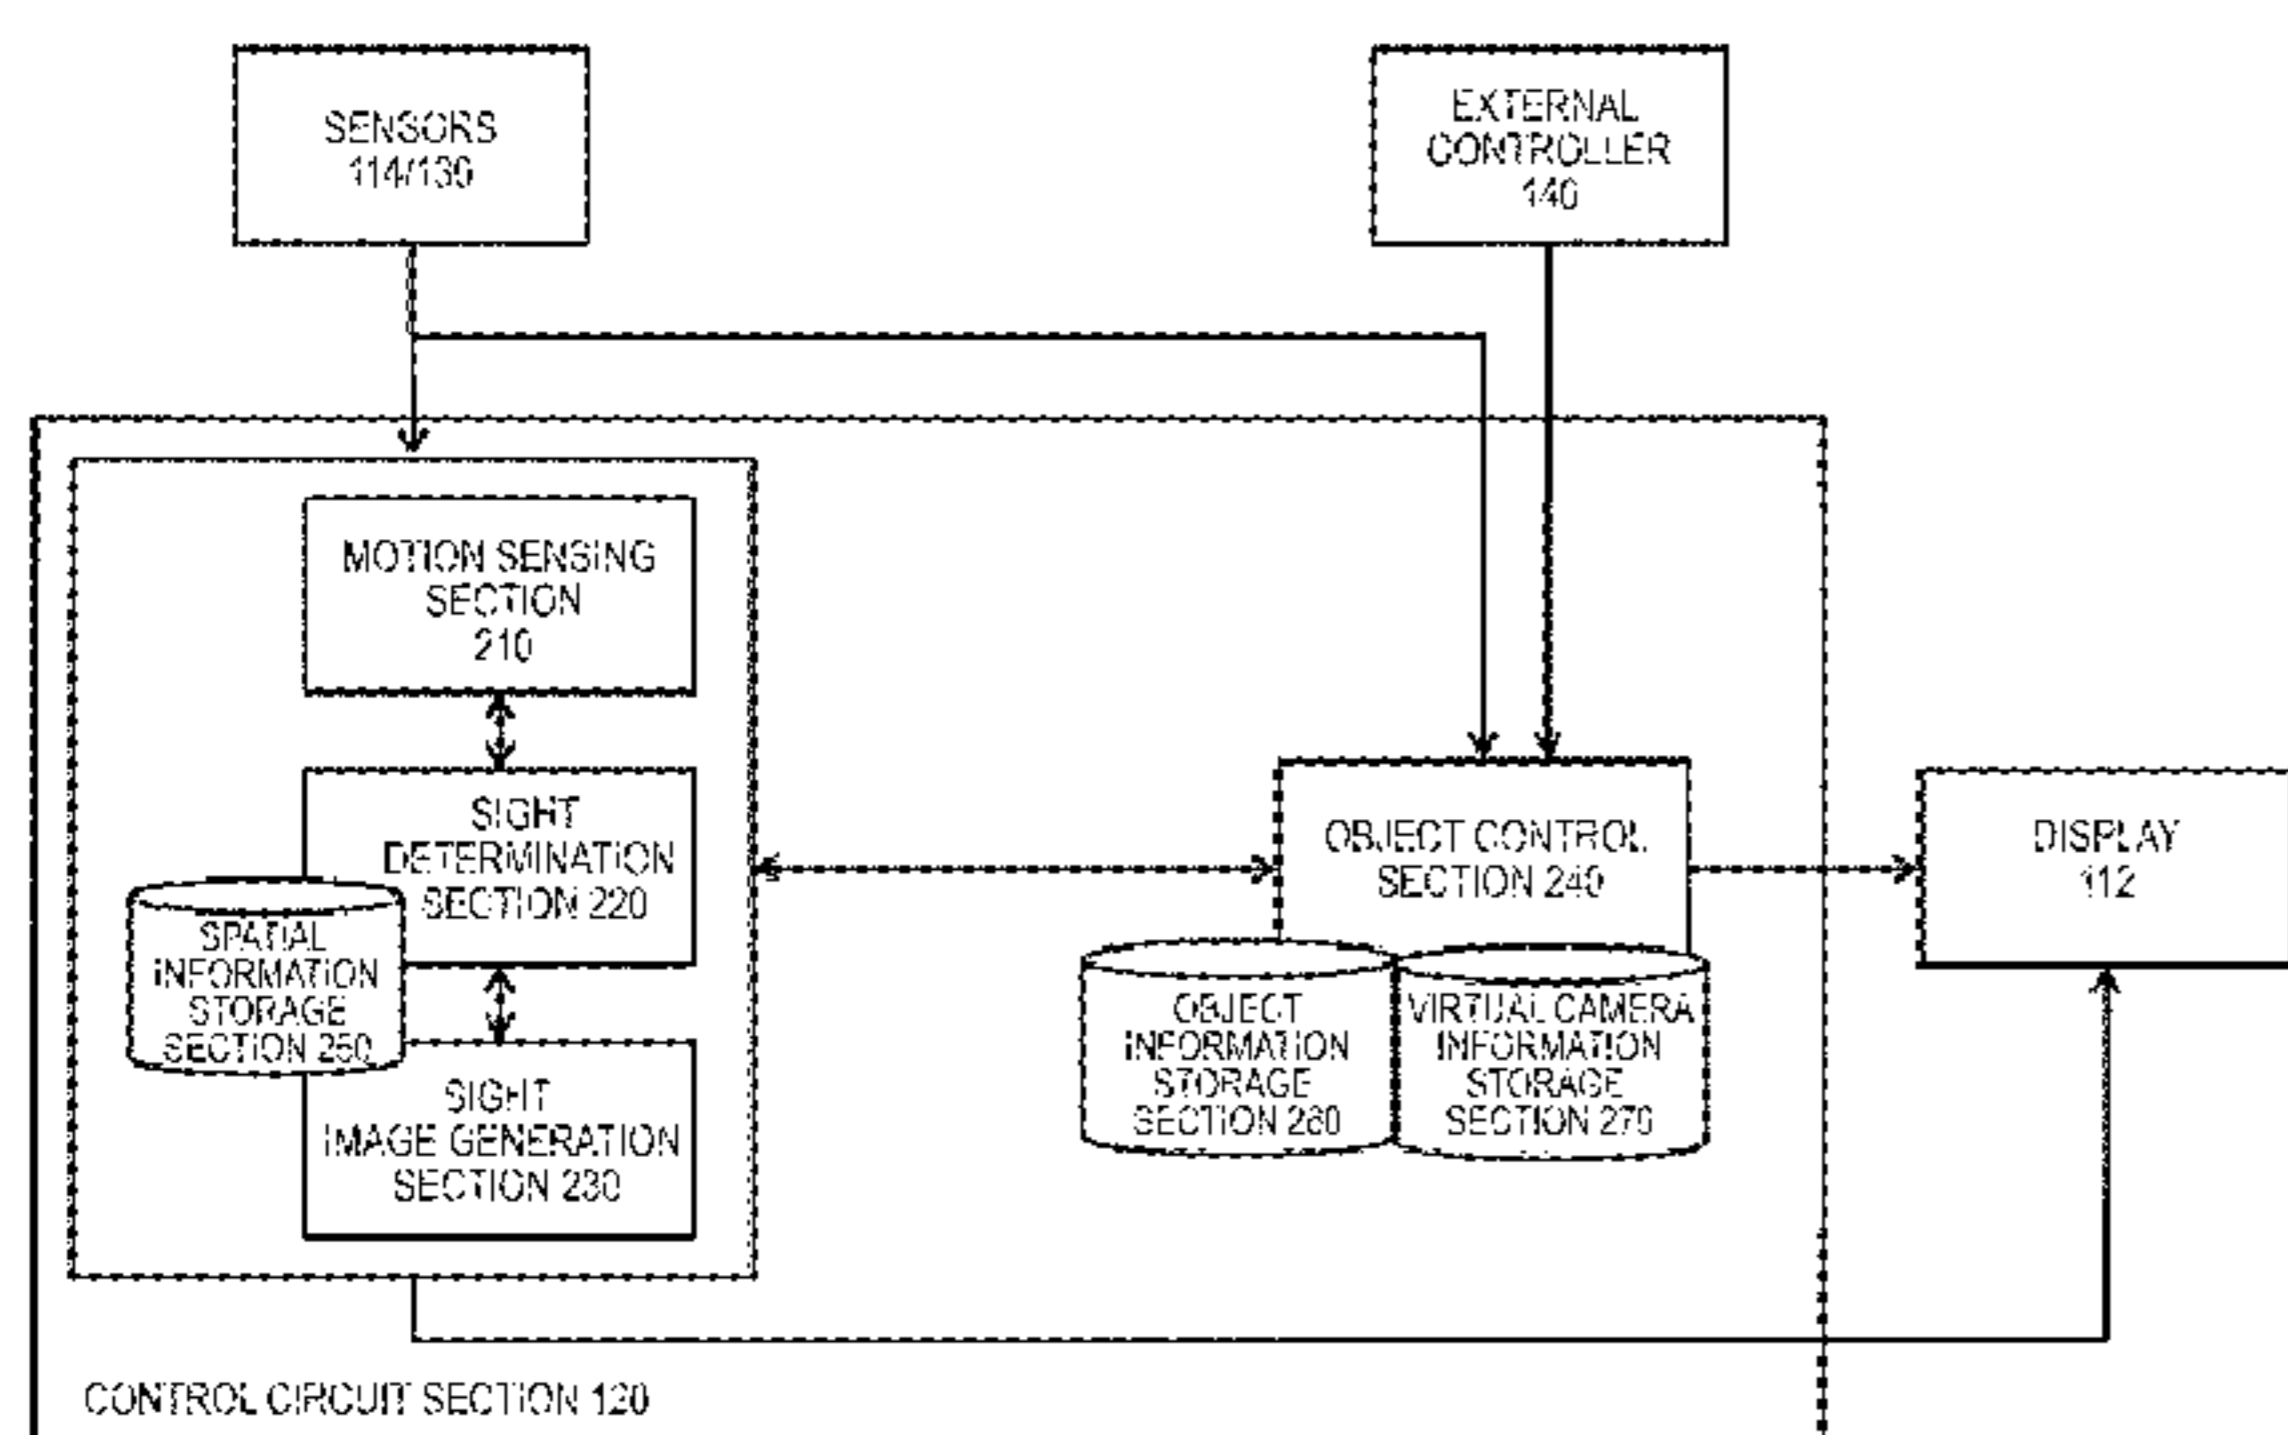 SENSORS
114/130
EXTERNAL
CONTROLLER
140
MOTION SENSING
SECTION
210
SIGHT
DETERMINATION
SECTION 220
SPATIAL
INFORMATION
STORAGE
SECTION 250
SIGHT
IMAGE GENERATION
SECTION 230
OBJECT CONTROL
SECTION 240
OBJECT
INFORMATION
STORAGE
SECTION 260
VIRTUAL CAMERA
INFORMATION
STORAGE
SECTION 270
DISPLAY
112
CONTROL CIRCUIT SECTION 120